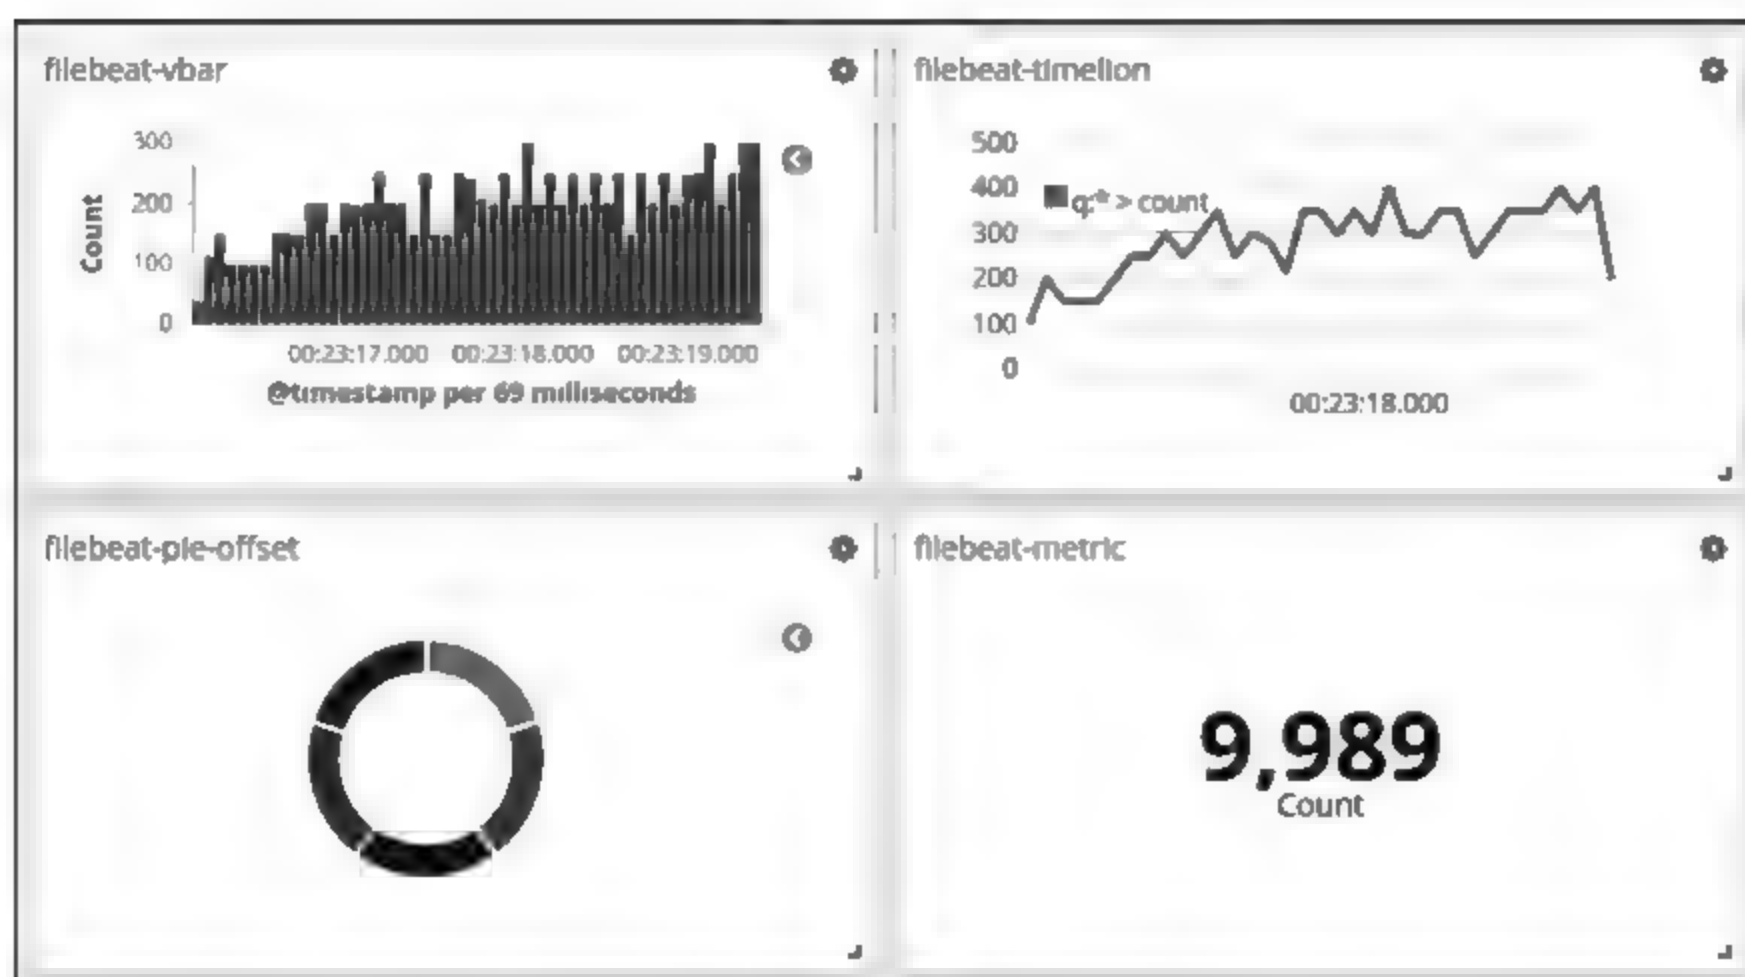 filebeat-vbar
300
200
100
0
Count
00:23:17.000 00:23:18.000 00:23:19.000
@timestamp per 69 milliseconds
filebeat-timelion
500
400
300
200
100
0
q:* > count
00:23:18.000
filebeat-pie-offset
filebeat-metric
9,989
Count